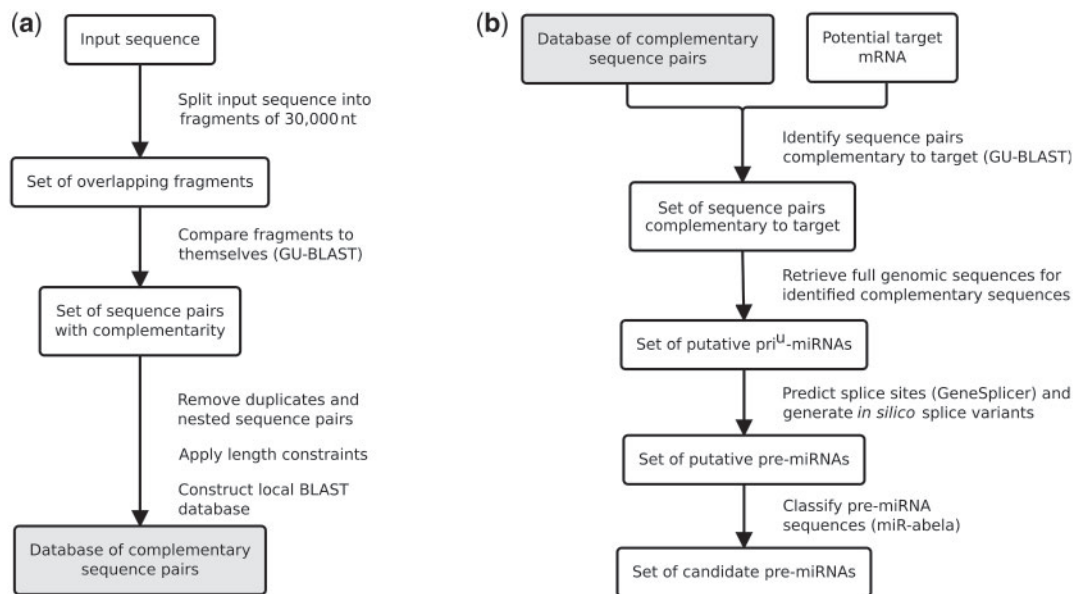 (a)
Input sequence
Split input sequence into
fragments of 30,000 nt
Set of overlapping fragments
Compare fragments to
themselves (GU-BLAST)
Set of sequence pairs
with complementarity
Remove duplicates and
nested sequence pairs
Apply length constraints
Construct local BLAST
database
Database of complementary
sequence pairs
(b)
Database of complementary
sequence pairs
Potential target
mRNA
Identify sequence pairs
complementary to target (GU-BLAST)
Set of sequence pairs
complementary to target
Retrieve full genomic sequences for
identified complementary sequences
Set of putative priᵁ-miRNAs
Predict splice sites (GeneSplicer) and
generate in silico splice variants
Set of putative pre-miRNAs
Classify pre-miRNA
sequences (miR-abela)
Set of candidate pre-miRNAs